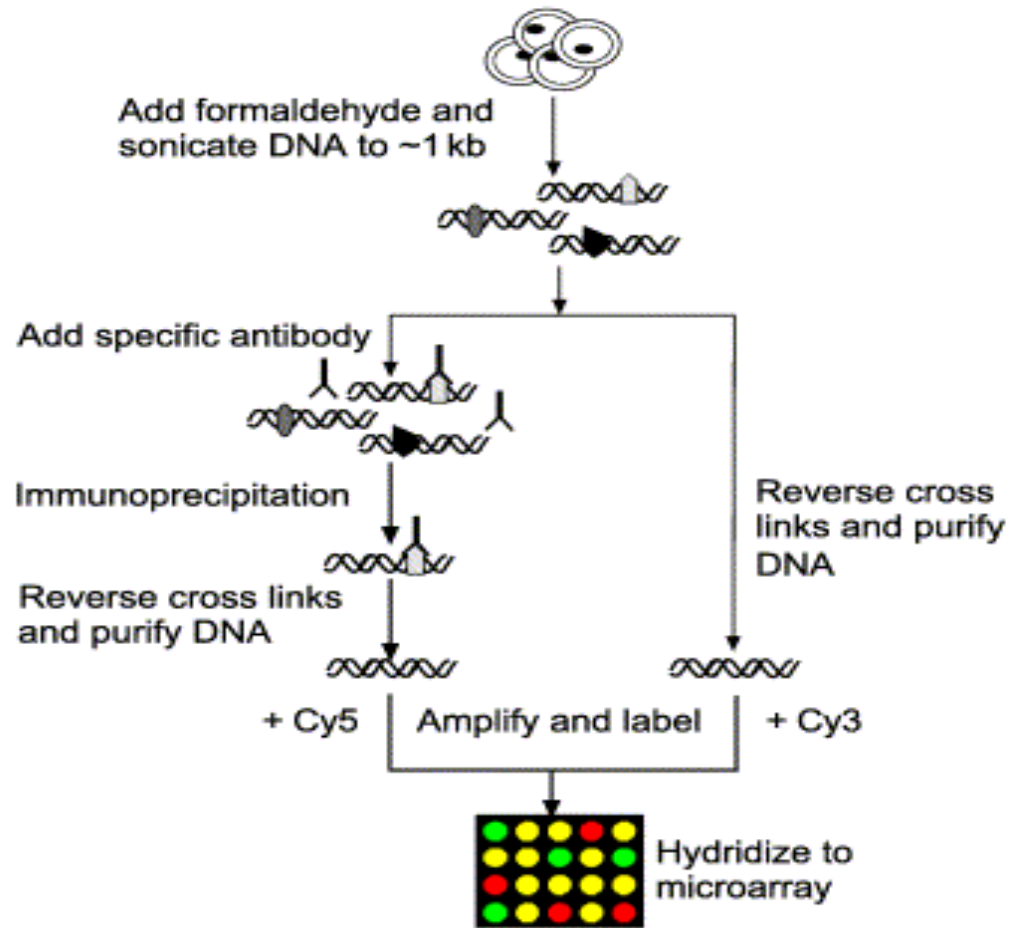 Add formaldehyde and
sonicate DNA to ~1 kb
Add specific antibody
Immunoprecipitation
Reverse cross links
and purify DNA
Reverse cross
links and purify
DNA
+ Cy5
Amplify and label
+ Cy3
Hydridize to
microarray